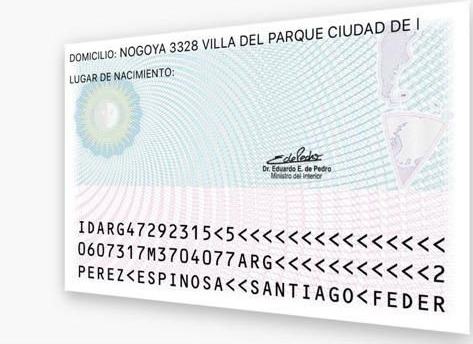 DOMICILIO: NOGOYA 3328 VILLA DEL PARQUE CIUDAD DE
LUGAR DE NACIMIENTO:
Dr. Eduardo E. de Pedro
Ministro del Interior
IDARG47292315<5<<<<<<<<<<<<<<<
0607317M3704077ARG<<<<<<<<<<<2
PEREZ<ESPINOSA<<SANTIAGO<FEDER